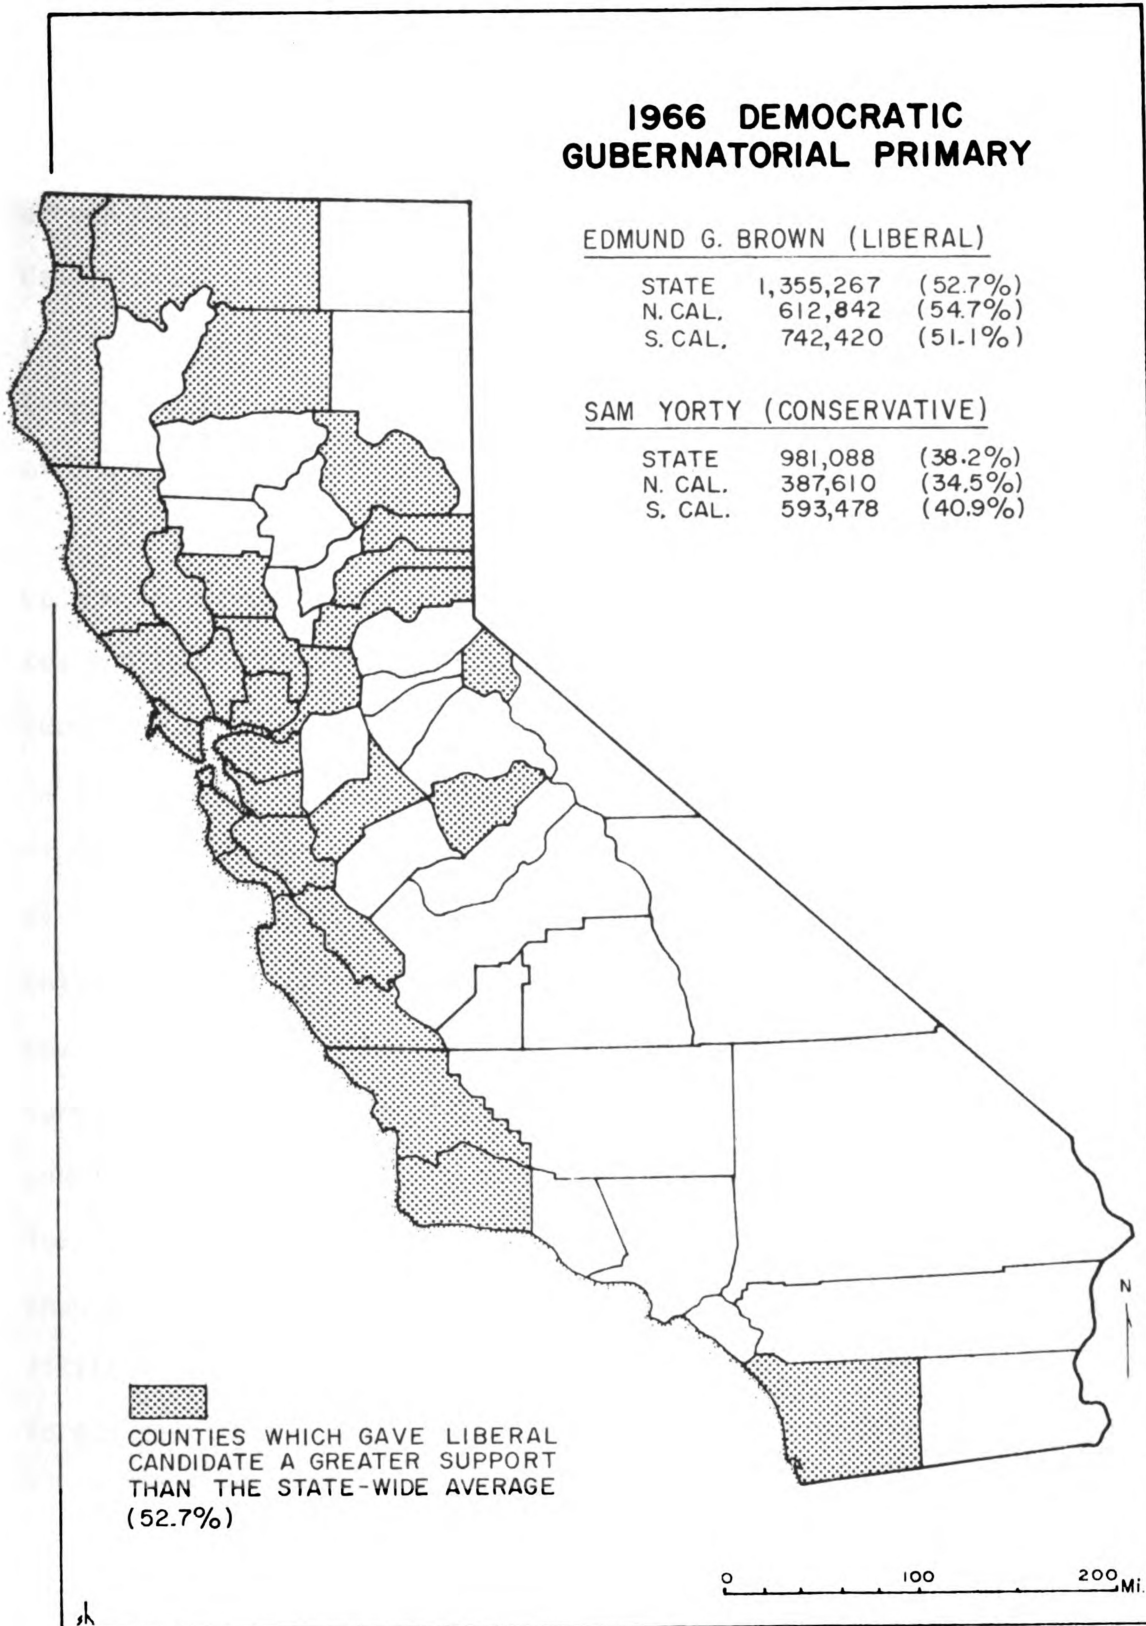 1966 DEMOCRATIC
GUBERNATORIAL PRIMARY
EDMUND G. BROWN (LIBERAL)
STATE 1,355,267 (52.7%)
N. CAL. 612,842 (54.7%)
S. CAL. 742,420 (51.1%)
SAM YORTY (CONSERVATIVE)
STATE 981,088 (38.2%)
N. CAL. 387,610 (34.5%)
S. CAL. 593,478 (40.9%)
N
COUNTIES WHICH GAVE LIBERAL
CANDIDATE A GREATER SUPPORT
THAN THE STATE-WIDE AVERAGE
(52.7%)
0 100 200 Mi.
sh